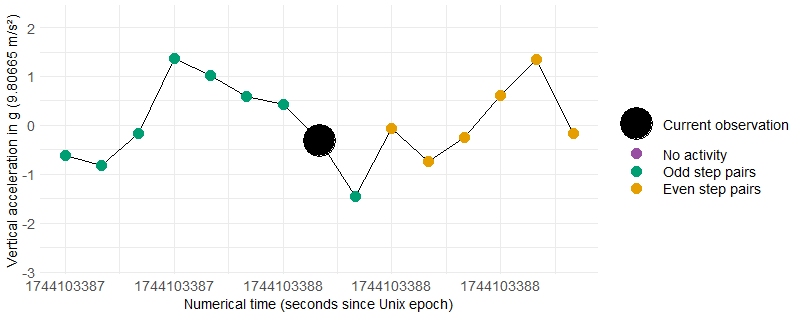 Vertical acceleration in g (9.80665 m/s²)
2
1
0
-1
-2
-3
1744103387 1744103387 1744103388 1744103388 1744103388
Numerical time (seconds since Unix epoch)
Current observation
No activity
Odd step pairs
Even step pairs